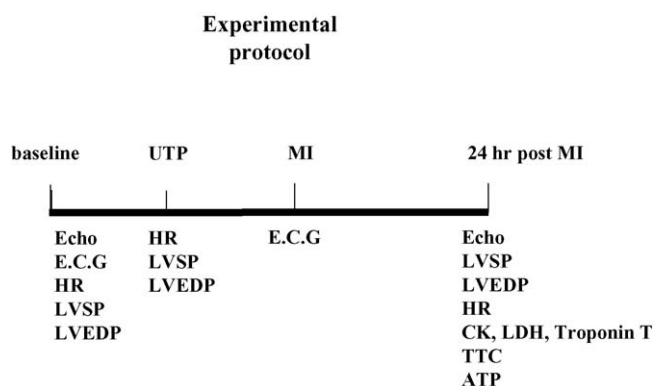 Experimental
protocol
baseline UTP MI 24 hr post MI
Echo HR E.C.G Echo
E.C.G LVSP LVSP
HR LVEDP LVEDP
LVSP HR
LVEDP CK, LDH, Troponin T
TTC
ATP